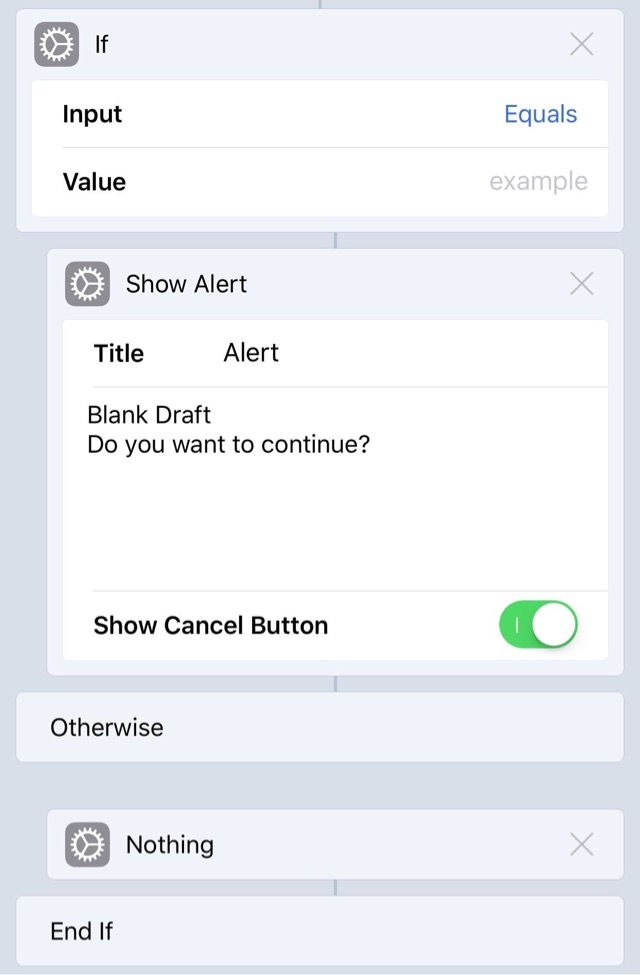 If
Input Equals
Value example
Show Alert
Title Alert
Blank Draft
Do you want to continue?
Show Cancel Button
Otherwise
Nothing
End If